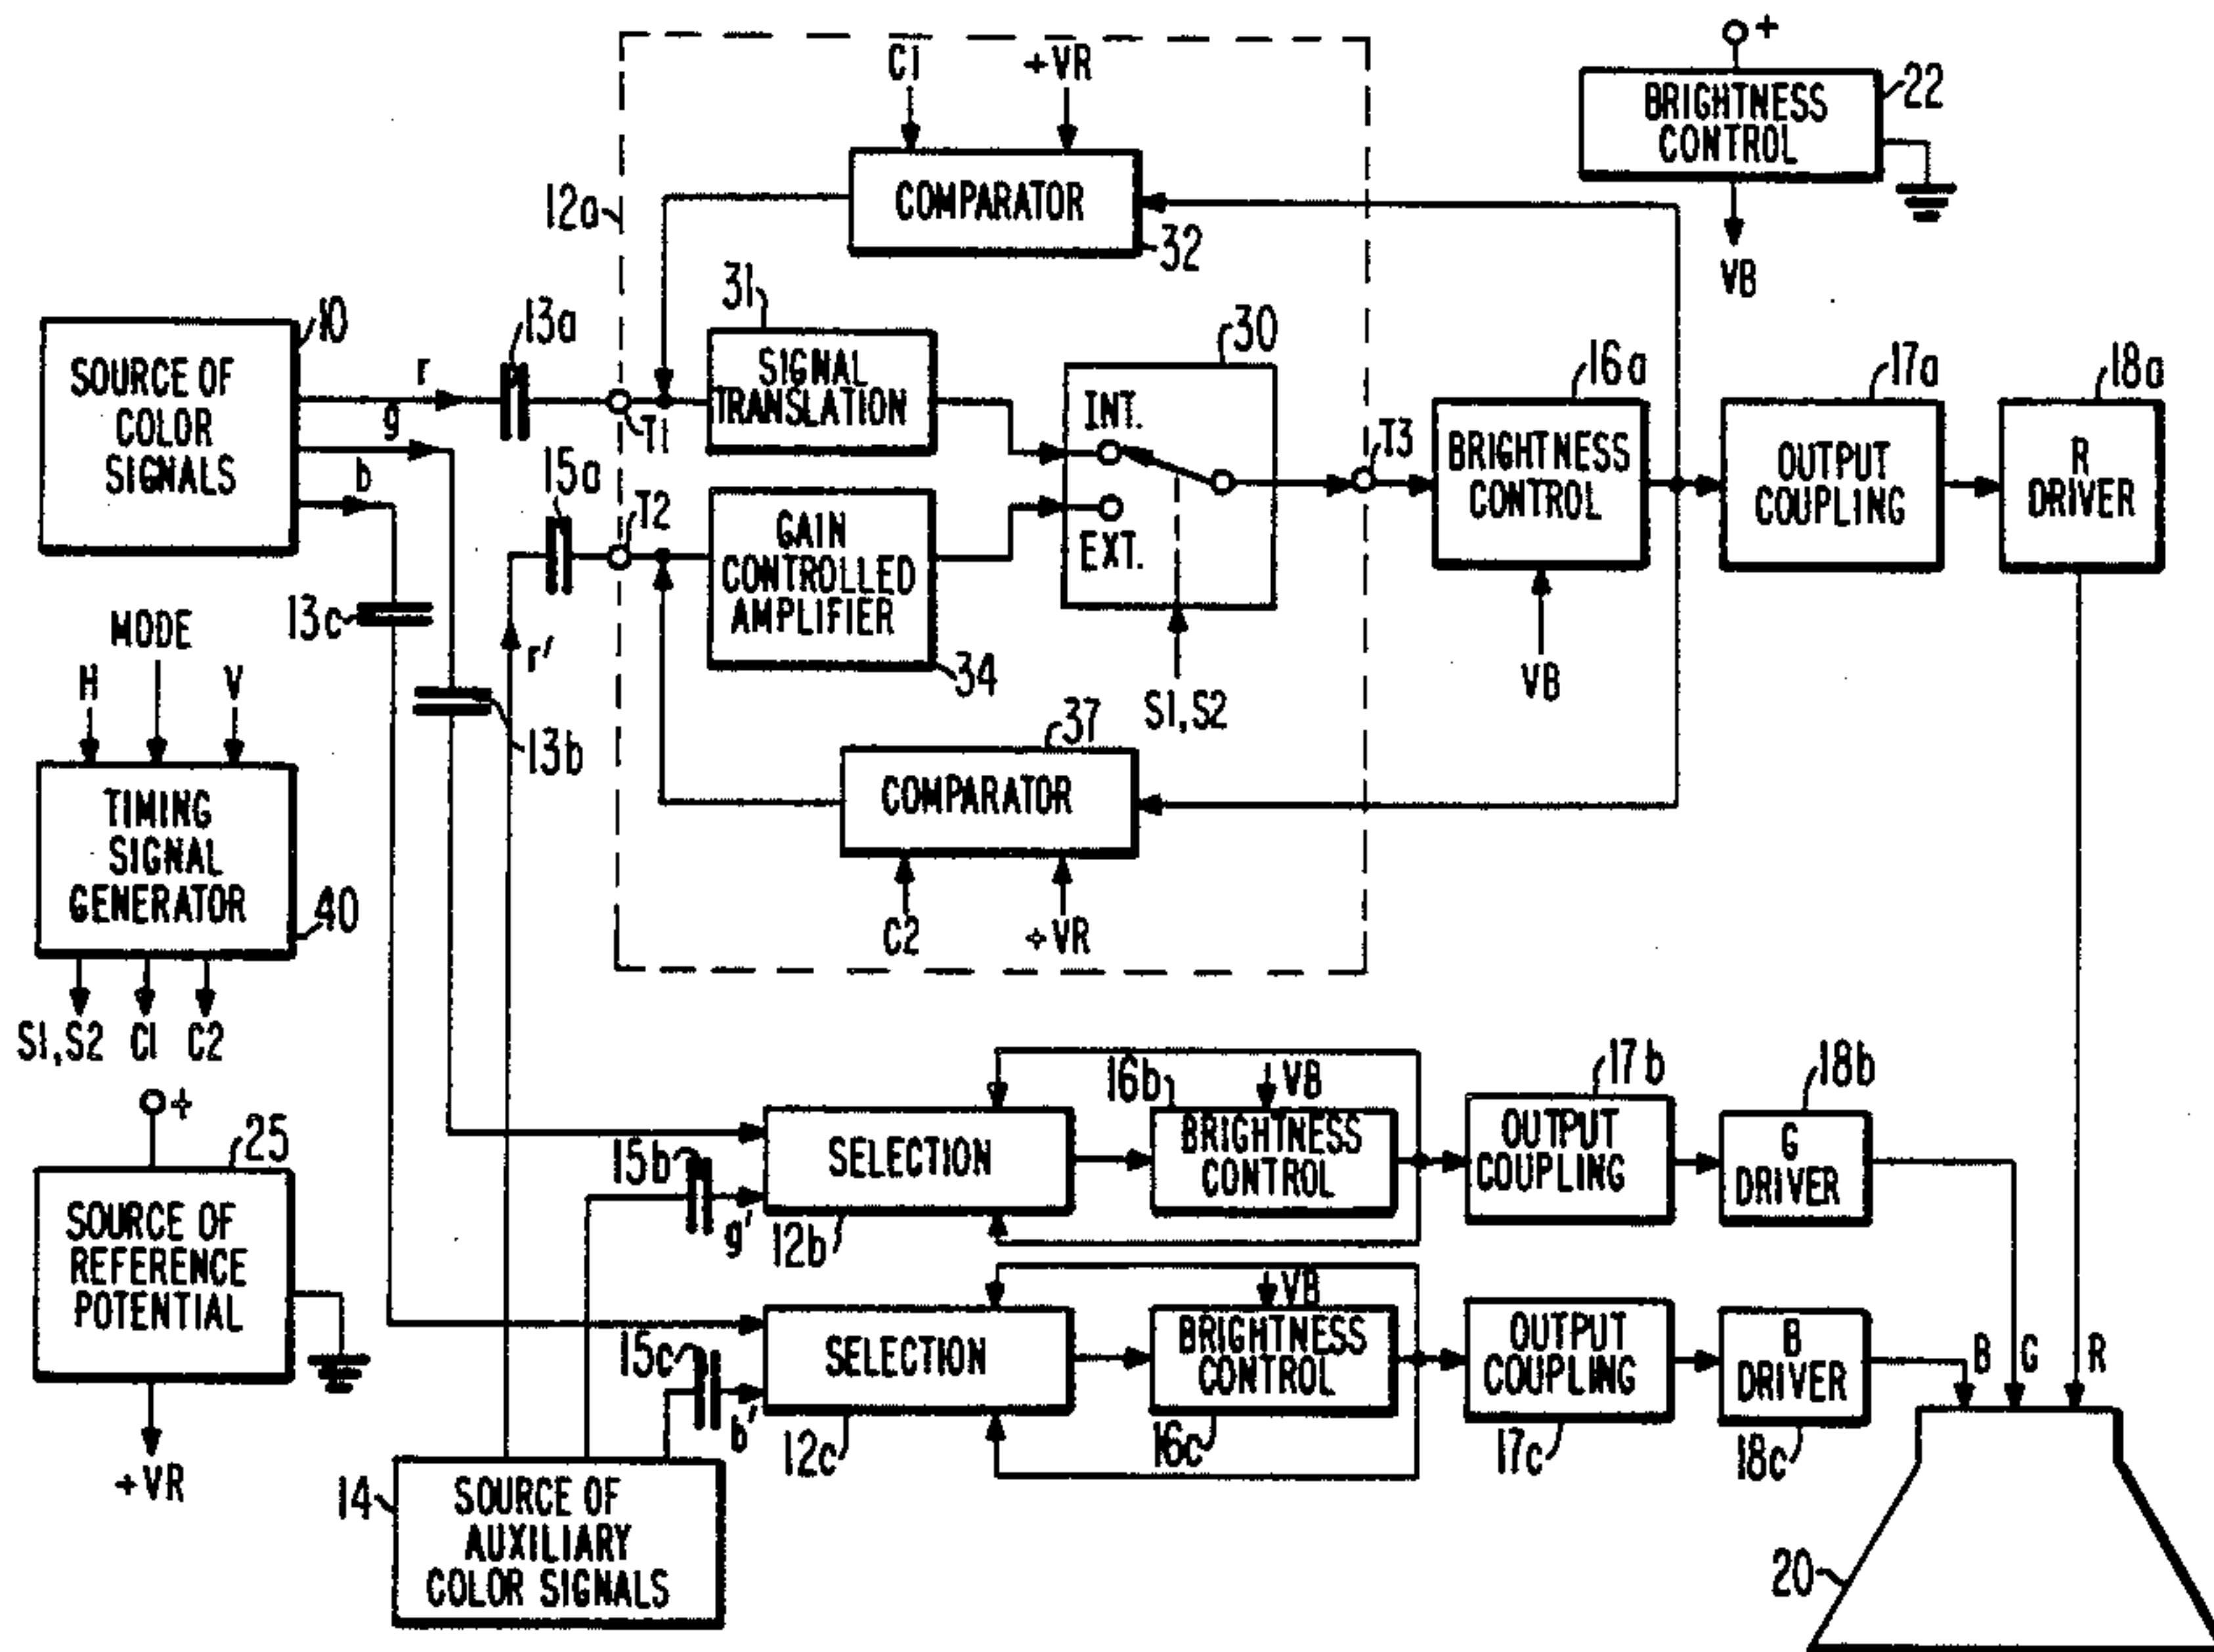 C1
+VR
+
BRIGHTNESS
CONTROL
22
VB
12a
COMPARATOR
32
10
SOURCE OF
COLOR
SIGNALS
r
g
b
13a
T1
31
SIGNAL
TRANSLATION
30
INT.
EXT.
S1,S2
T3
16a
BRIGHTNESS
CONTROL
VB
17a
OUTPUT
COUPLING
18a
R
DRIVER
15a
T2
GAIN
CONTROLLED
AMPLIFIER
34
r'
13c
13b
37
COMPARATOR
C2
+VR
MODE
H
V
TIMING
SIGNAL
GENERATOR
40
S1,S2
C1
C2
+
25
SOURCE OF
REFERENCE
POTENTIAL
+VR
15b
g'
SELECTION
12b
16b
VB
BRIGHTNESS
CONTROL
17b
OUTPUT
COUPLING
18b
G
DRIVER
15c
b'
SELECTION
12c
VB
BRIGHTNESS
CONTROL
16c
OUTPUT
COUPLING
17c
B
DRIVER
18c
B
G
R
14
SOURCE OF
AUXILIARY
COLOR SIGNALS
20